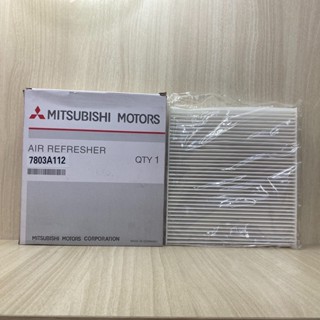 MITSUBISHI MOTORS
AIR REFRESHER
7803A112
QTY 1
MITSUBISHI MOTORS CORPORATION